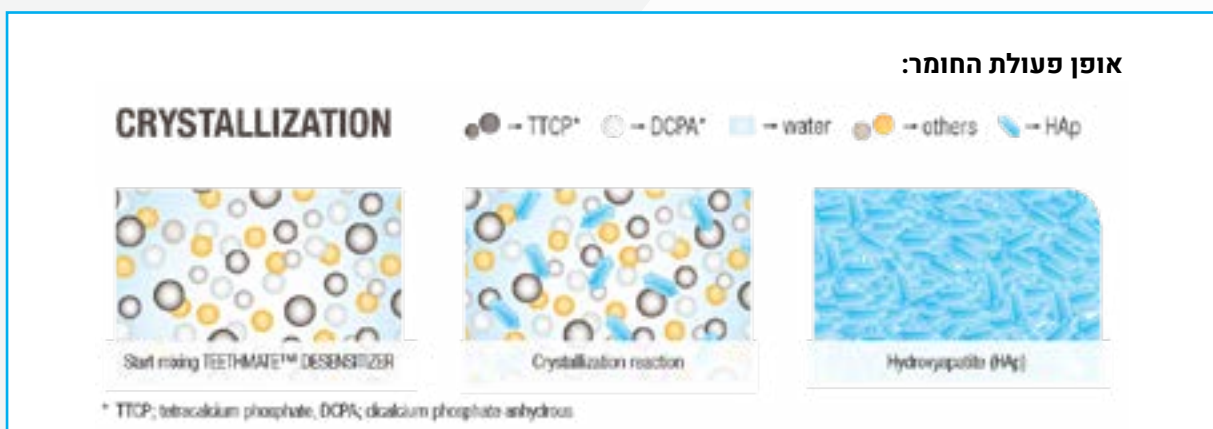 אופן פעולת החומר:
CRYSTALLIZATION
→ TTCP* → DCPA* → water → others → HAp
Start mixing TEETHMATE™ DESENSITIZER
Crystallization reaction
Hydroxyapatite (HAp)
* TTCP; tetracalcium phosphate, DCPA; dicalcium phosphate anhydrous